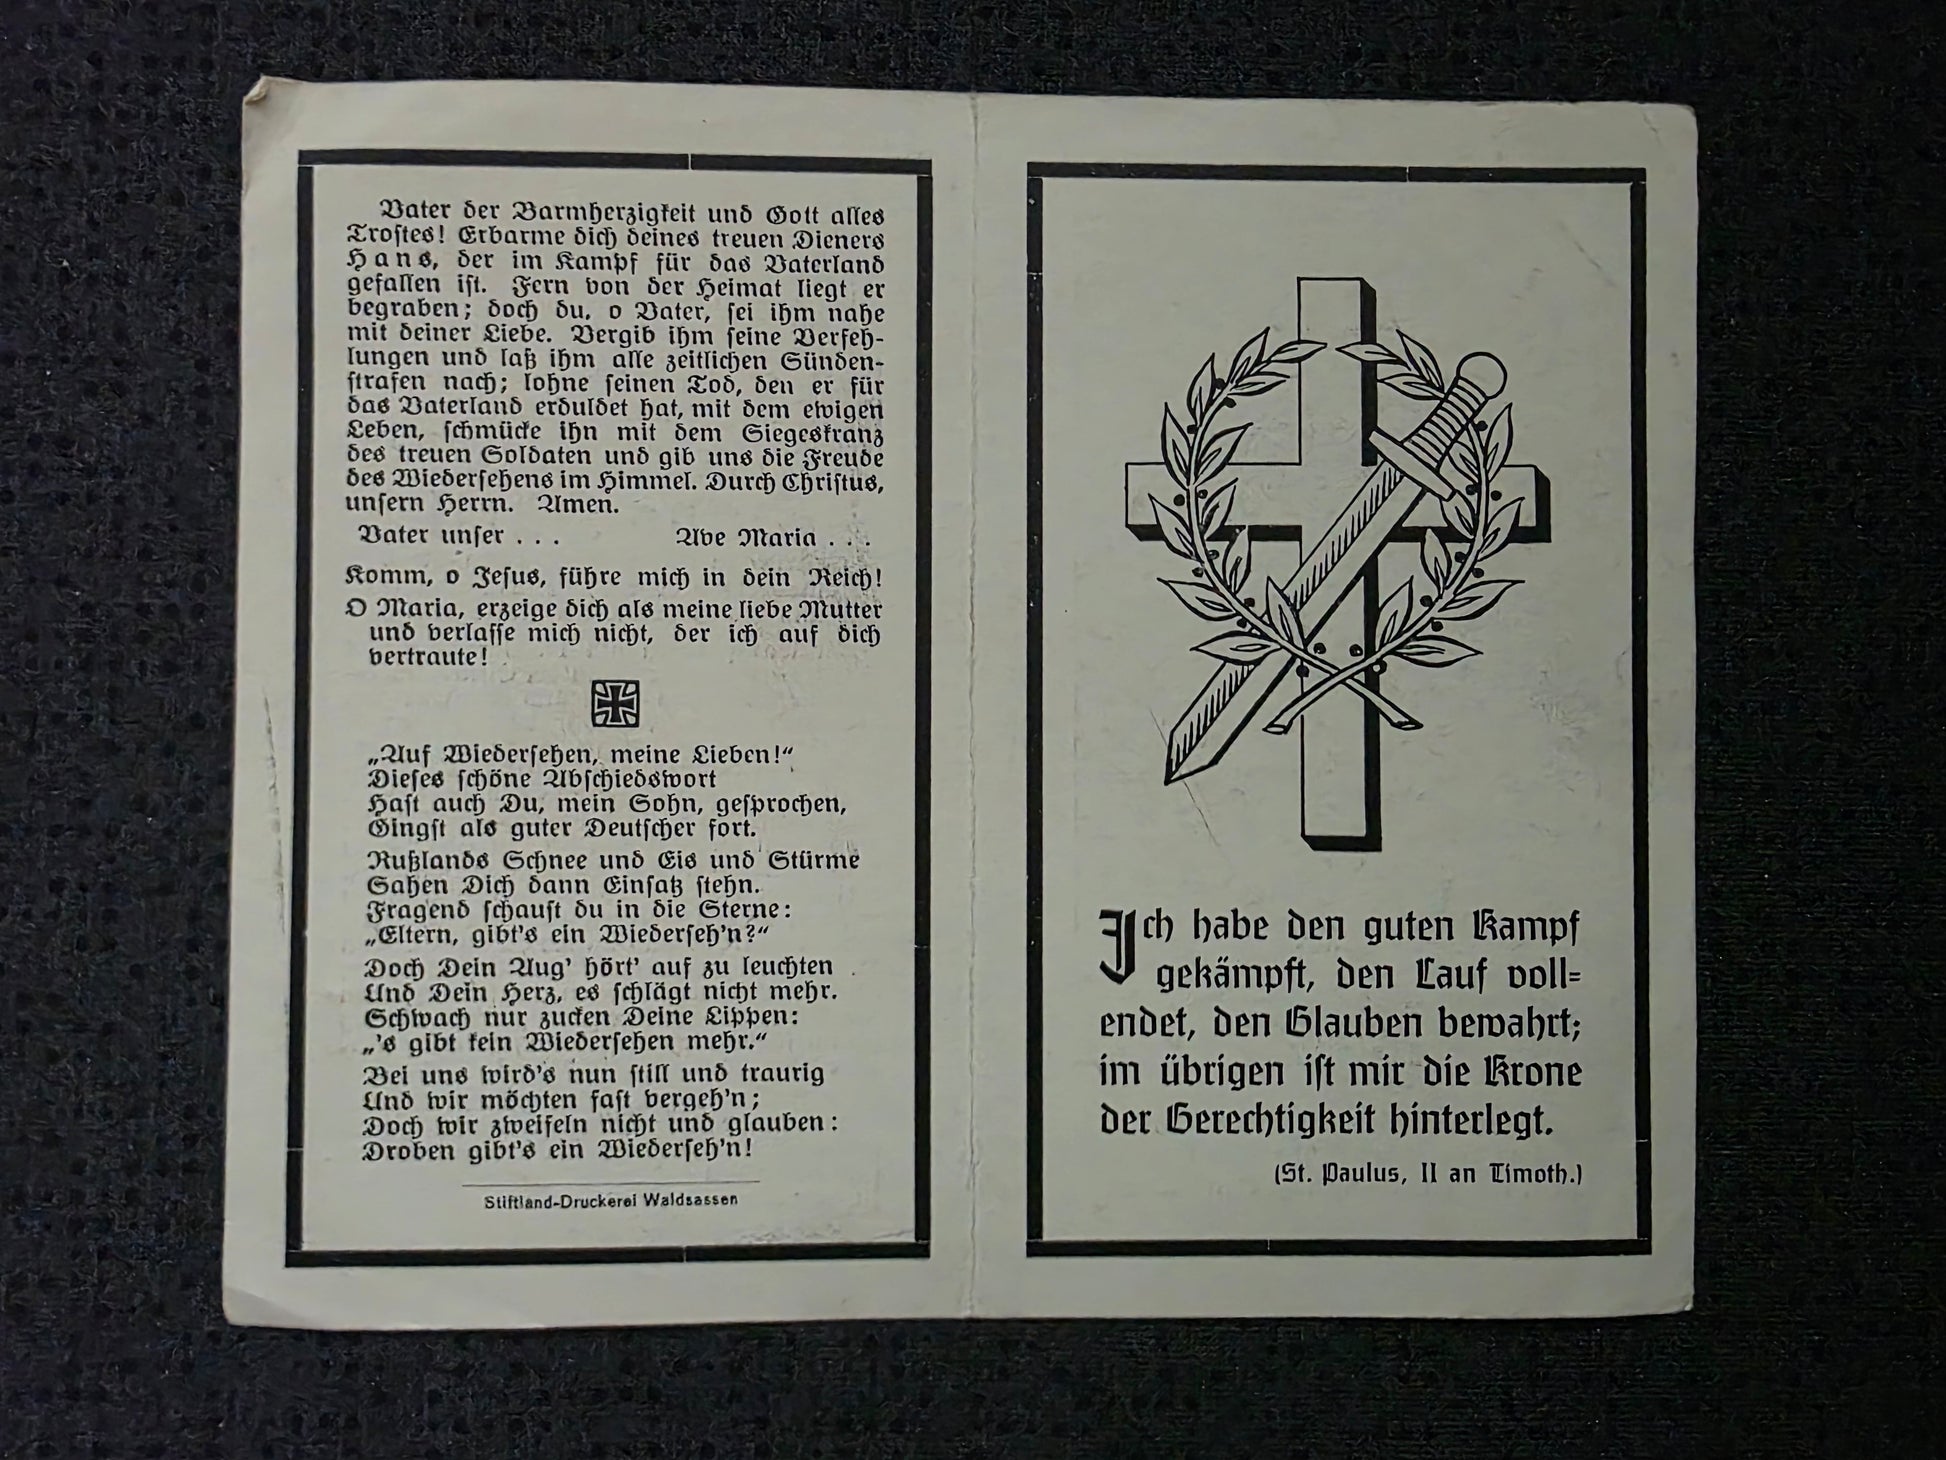 Vater der Barmherzigkeit und Gott alles
Trostes! Erbarme dich deines treuen Dieners
Hans, der im Kampf für das Vaterland
gefallen ist. Fern von der Heimat liegt er
begraben; doch du, o Vater, sei ihm nahe
mit deiner Liebe. Vergib ihm seine Verfeh-
lungen und laß ihm alle zeitlichen Sünden-
strafen nach; lohne seinen Tod, den er für
das Vaterland erduldet hat, mit dem ewigen
Leben, schmücke ihn mit dem Siegeskranz
des treuen Soldaten und gib uns die Freude
des Wiedersehens im Himmel. Durch Christus,
unsern Herrn. Amen.
Vater unser . . . Ave Maria . . .
Komm, o Jesus, führe mich in dein Reich!
O Maria, erzeige dich als meine liebe Mutter
und verlasse mich nicht, der ich auf dich
vertraute!
„Auf Wiedersehen, meine Lieben!“
Dieses schöne Abschiedswort
Hast auch Du, mein Sohn, gesprochen,
Gingst als guter Deutscher fort.
Rußlands Schnee und Eis und Stürme
Sahen Dich dann Einsatz stehn.
Fragend schaust du in die Sterne:
„Eltern, gibt's ein Wiederseh'n?“
Doch Dein Aug' hört' auf zu leuchten
Und Dein Herz, es schlägt nicht mehr.
Schwach nur zucken Deine Lippen:
„'s gibt kein Wiedersehen mehr.“
Bei uns wird's nun still und traurig
Und wir möchten fast vergeh'n;
Doch wir zweifeln nicht und glauben:
Droben gibt's ein Wiederseh'n!
Stiftland-Druckerei Waldsassen
Ich habe den guten Kampf
gekämpft, den Lauf voll=
endet, den Glauben bewahrt;
im übrigen ist mir die Krone
der Gerechtigkeit hinterlegt.
(St. Paulus, II an Timoth.)